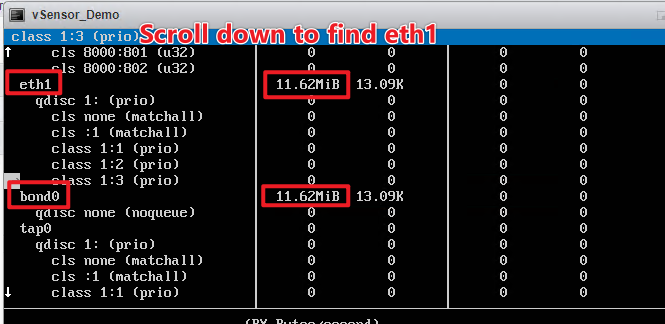 vSensor_Demo
class 1:3 (prio)
Scroll down to find eth1
↑ cls 8000:801 (u32) 0 0 0 0
cls 8000:802 (u32) 0 0 0 0
eth1 11.62MiB 13.09K 0 0
qdisc 1: (prio) 0 0 0 0
cls none (matchall) 0 0 0 0
cls :1 (matchall) 0 0 0 0
class 1:1 (prio) 0 0 0 0
class 1:2 (prio) 0 0 0 0
class 1:3 (prio) 0 0 0 0
bond0 11.62MiB 13.09K 0 0
qdisc none (noqueue) 0 0 0 0
tap0 0 0 0 0
qdisc 1: (prio) 0 0 0 0
cls none (matchall) 0 0 0 0
cls :1 (matchall) 0 0 0 0
↓ class 1:1 (prio) 0 0 0 0
(RX Bytes/second)